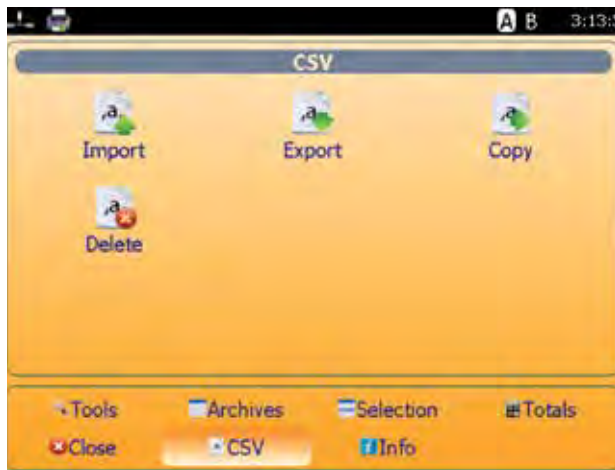 A B 3:13:
CSV
Import Export Copy
Delete
Tools Archives Selection Totals
Close CSV Info